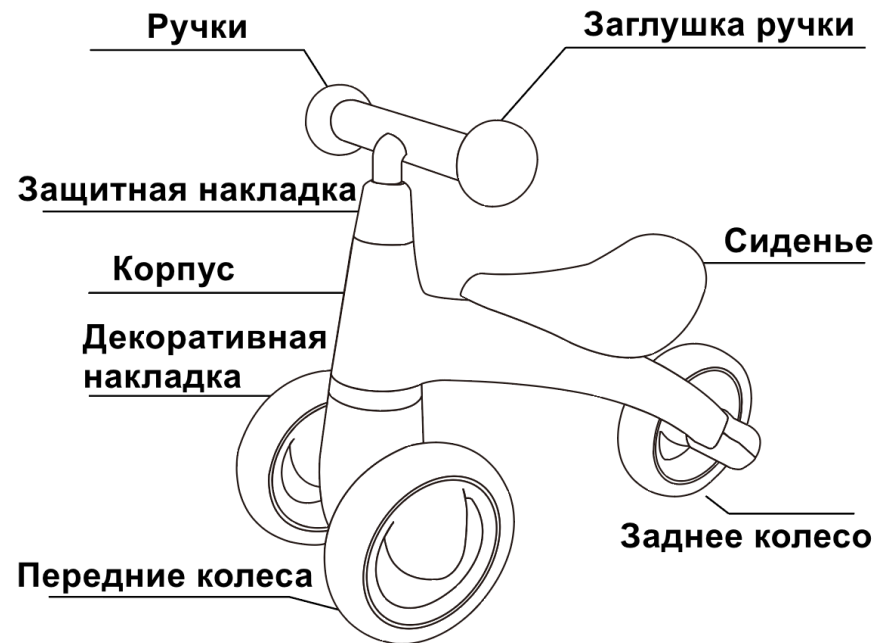 Ручки
Заглушка ручки
Защитная накладка
Сиденье
Корпус
Декоративная
накладка
Заднее колесо
Передние колеса